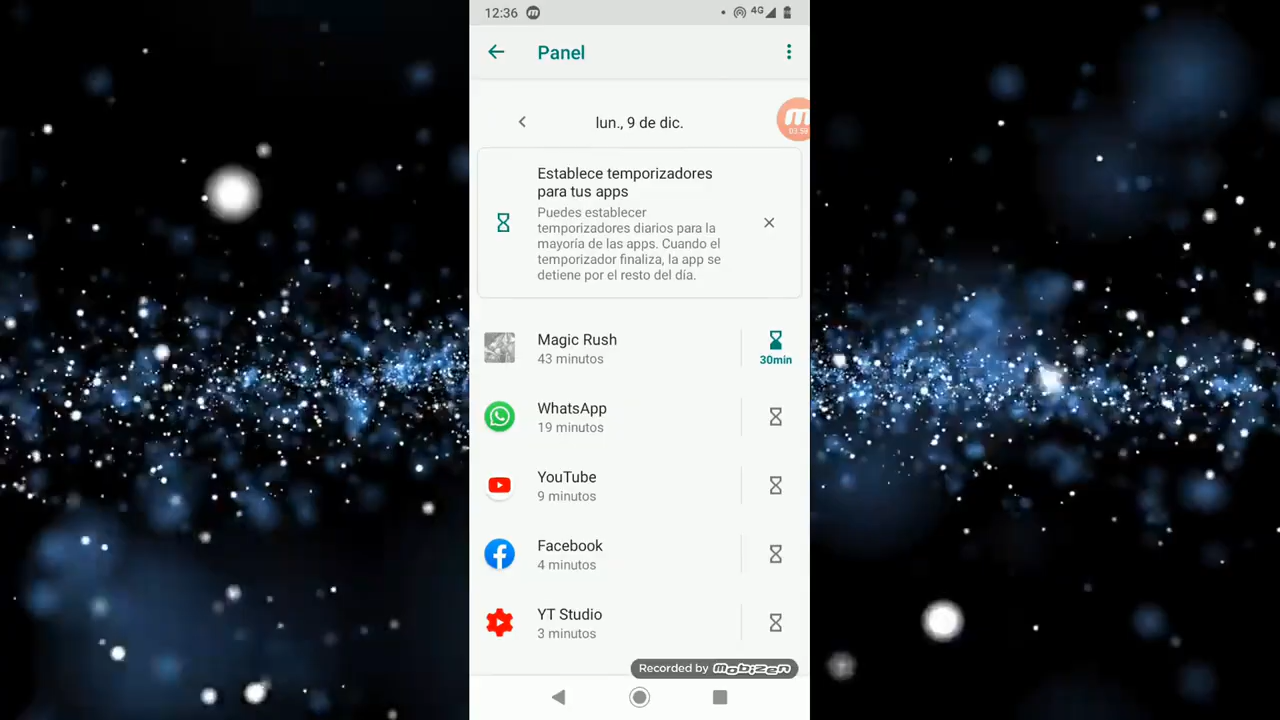 12:36
4G
Panel
lun., 9 de dic.
03:59
Establece temporizadores
para tus apps
Puedes establecer
temporizadores diarios para la
mayoría de las apps. Cuando el
temporizador finaliza, la app se
detiene por el resto del día.
Magic Rush
43 minutos
30min
WhatsApp
19 minutos
YouTube
9 minutos
Facebook
4 minutos
YT Studio
3 minutos
Recorded by mobizen